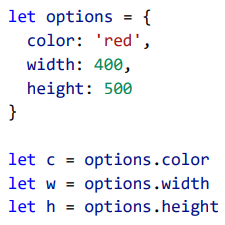 let options = {
  color: 'red',
  width: 400,
  height: 500
}

let c = options.color
let w = options.width
let h = options.height